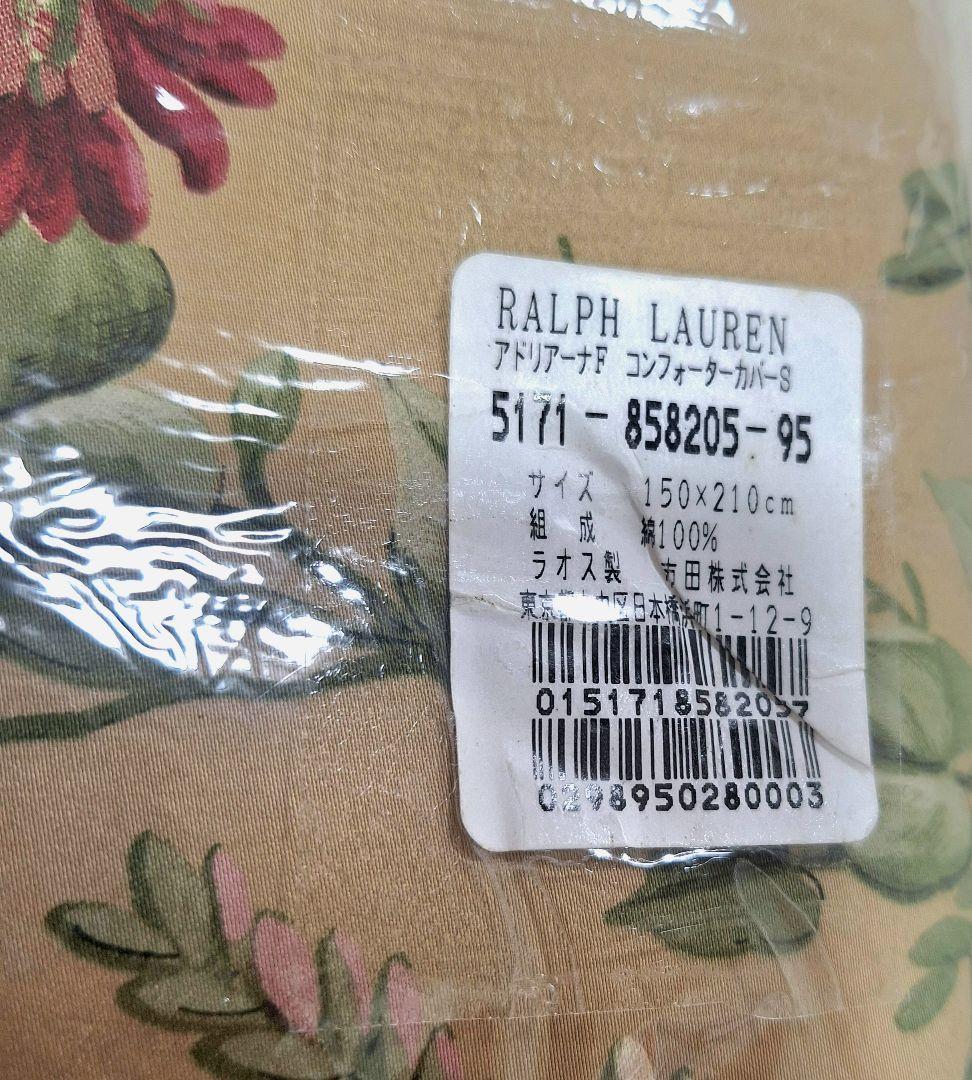 RALPH LAUREN
アドリアーナF コンフォーターカバーS
5171-858205-95
サイズ 150×210cm
組成 綿100%
ラオス製 田株式会社
東京 区日本橋浜町1-12-9
0151718582057
0298950280003